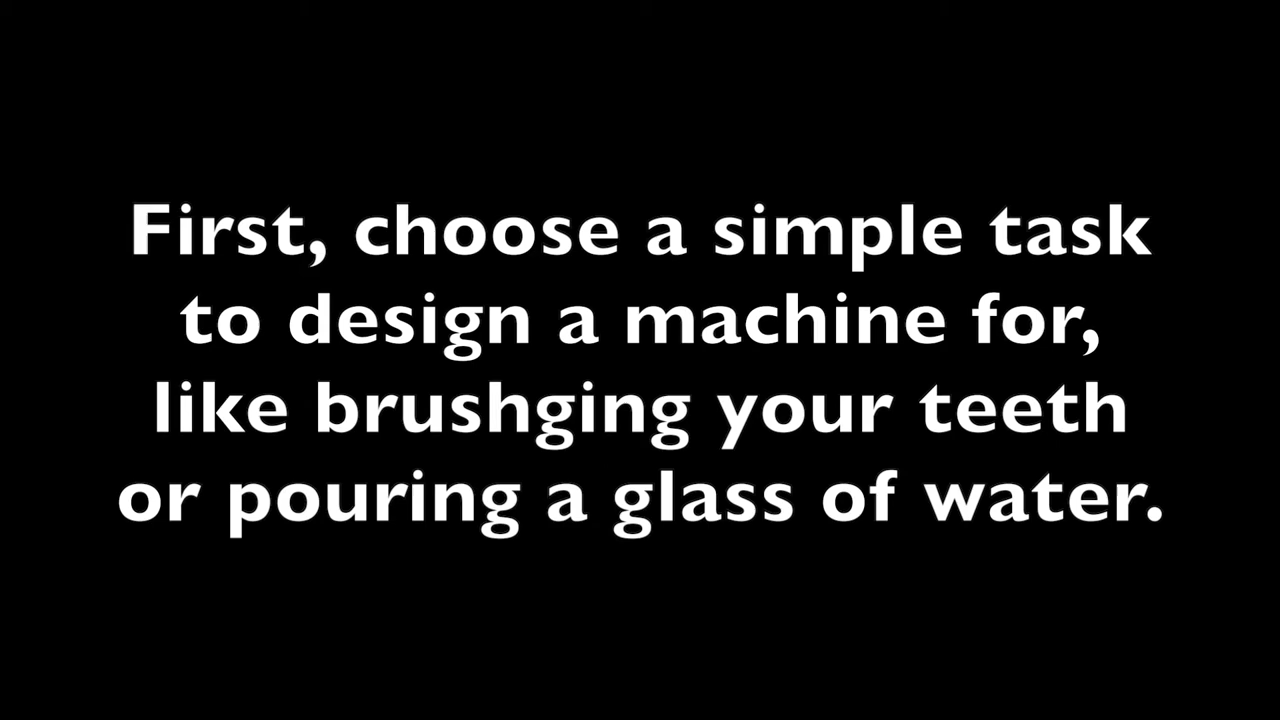 First, choose a simple task
to design a machine for,
like brushging your teeth
or pouring a glass of water.